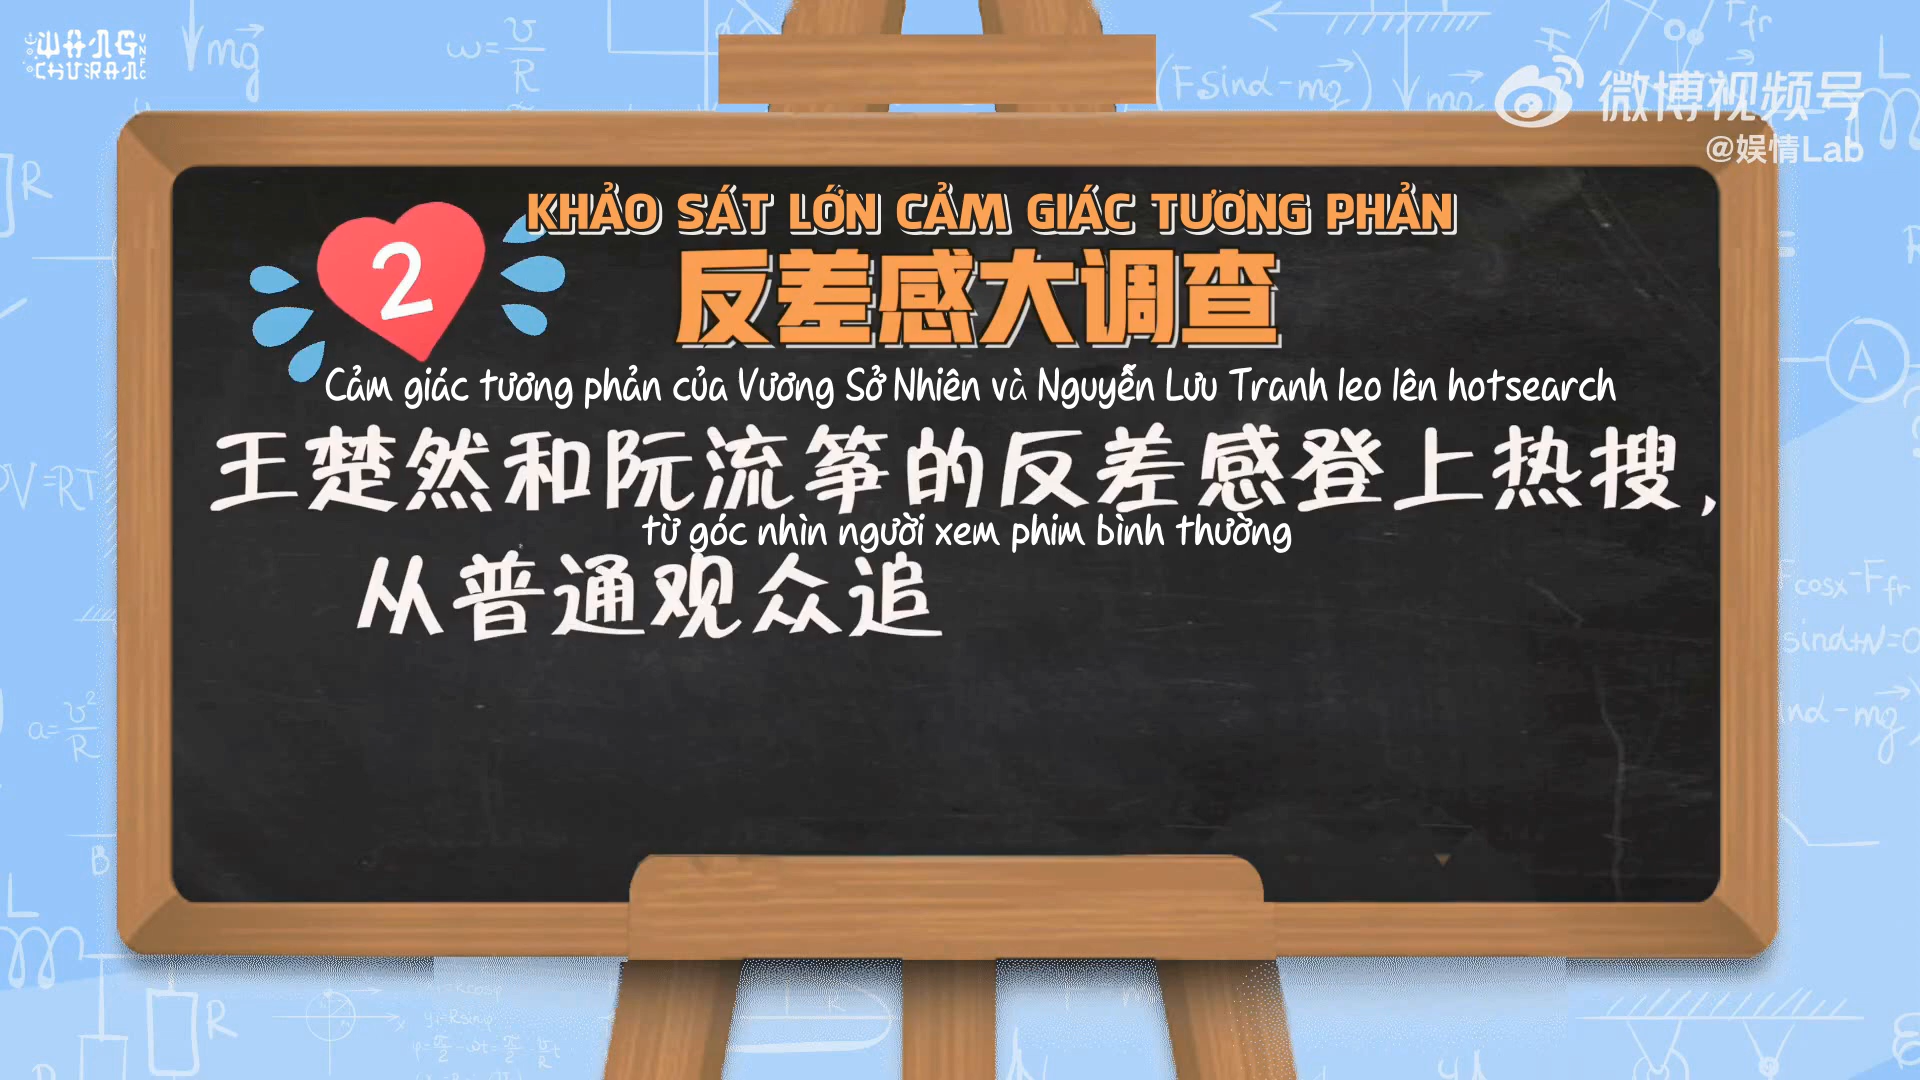 WANG
CHURAN
VNFC
微博视频号
@娱情Lab
KHẢO SÁT LỚN CẢM GIÁC TƯƠNG PHẢN
2
反差感大调查
Cảm giác tương phản của Vương Sở Nhiên và Nguyễn Lưu Tranh leo lên hotsearch
王楚然和阮流筝的反差感登上热搜，
từ góc nhìn người xem phim bình thường
从普通观众追